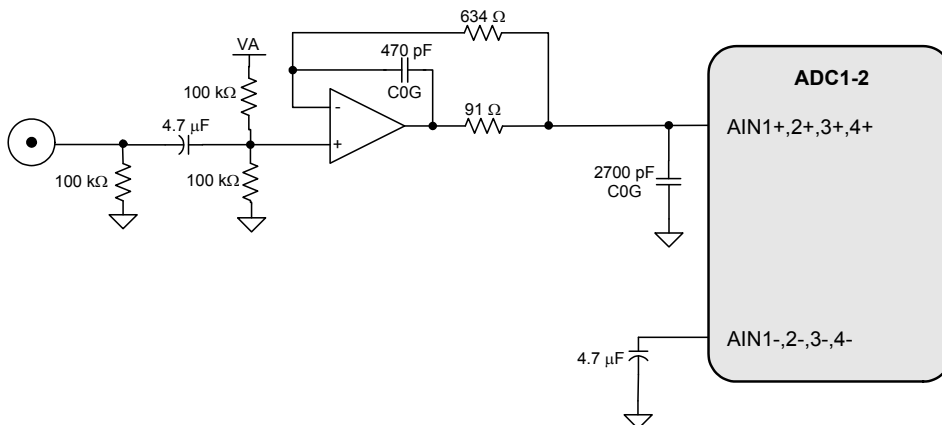 634 Ω
VA
470 pF
C0G
ADC1-2
100 kΩ
-
91 Ω
AIN1+,2+,3+,4+
4.7 µF
+
100 kΩ
100 kΩ
2700 pF
C0G
AIN1-,2-,3-,4-
4.7 µF